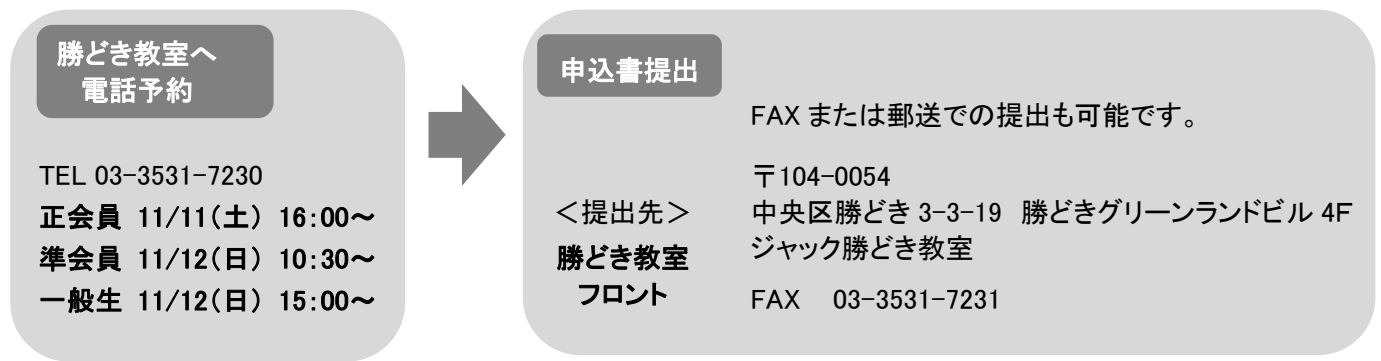 勝どき教室へ
電話予約
TEL 03-3531-7230
正会員 11/11(土) 16:00～
準会員 11/12(日) 10:30～
一般生 11/12(日) 15:00～
申込書提出
FAX または郵送での提出も可能です。
＜提出先＞
勝どき教室
フロント
〒104-0054
中央区勝どき 3-3-19 勝どきグリーンランドビル 4F
ジャック勝どき教室
FAX 03-3531-7231